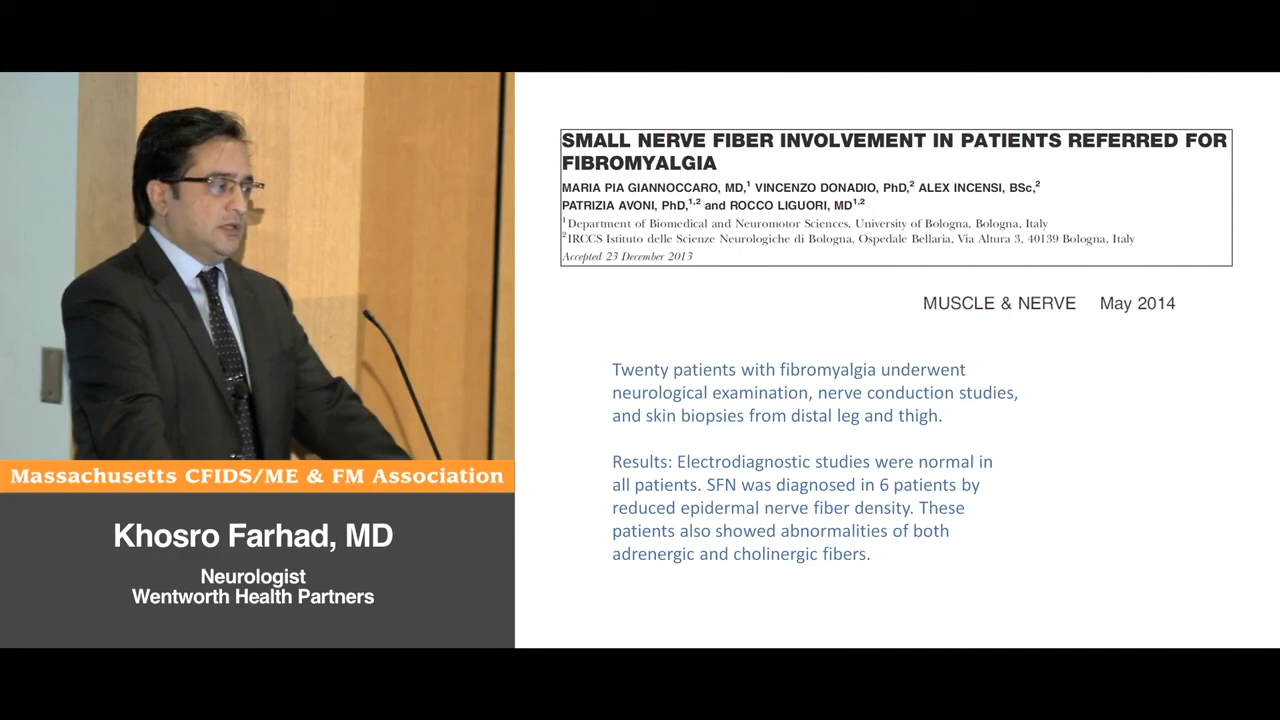 SMALL NERVE FIBER INVOLVEMENT IN PATIENTS REFERRED FOR
FIBROMYALGIA
MARIA PIA GIANNOCCARO, MD,1 VINCENZO DONADIO, PhD,2 ALEX INCENSI, BSc,2
PATRIZIA AVONI, PhD,1,2 and ROCCO LIGUORI, MD1,2
1Department of Biomedical and Neuromotor Sciences, University of Bologna, Bologna, Italy
2IRCCS Istituto delle Scienze Neurologiche di Bologna, Ospedale Bellaria, Via Altura 3, 40139 Bologna, Italy
Accepted 23 December 2013
MUSCLE & NERVE May 2014
Twenty patients with fibromyalgia underwent
neurological examination, nerve conduction studies,
and skin biopsies from distal leg and thigh.
Results: Electrodiagnostic studies were normal in
all patients. SFN was diagnosed in 6 patients by
reduced epidermal nerve fiber density. These
patients also showed abnormalities of both
adrenergic and cholinergic fibers.
Massachusetts CFIDS/ME & FM Association
Khosro Farhad, MD
Neurologist
Wentworth Health Partners